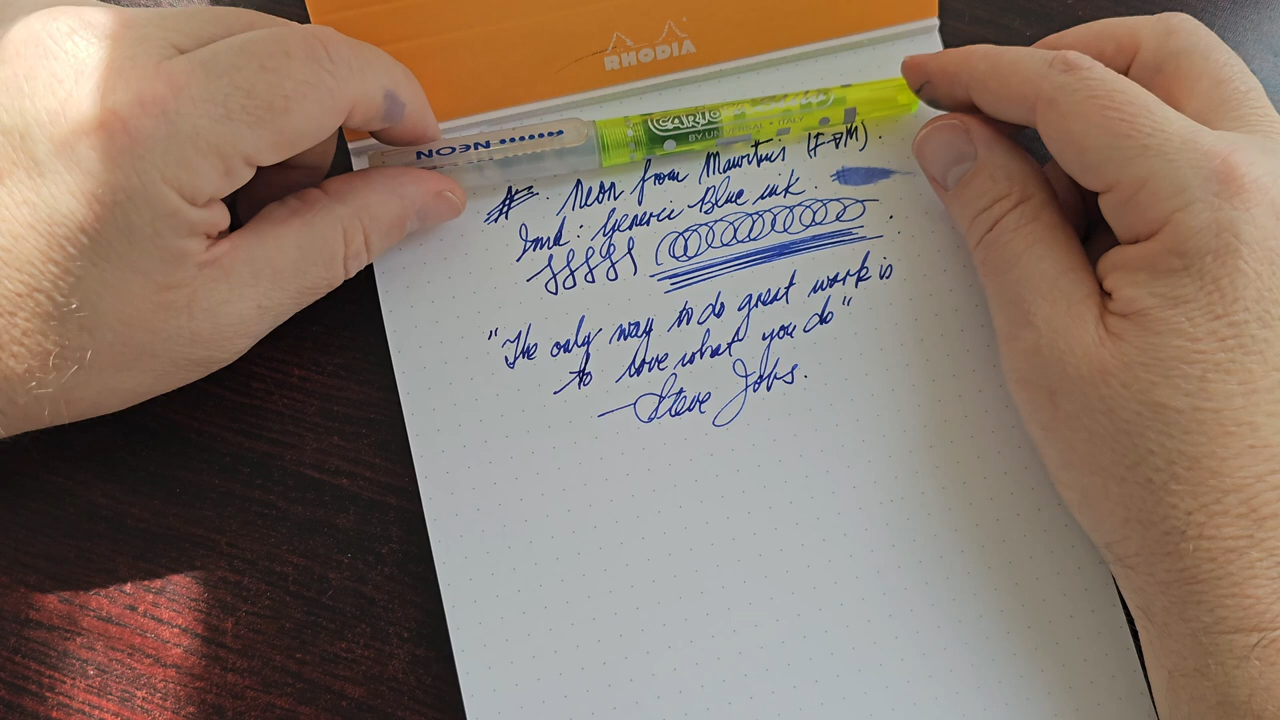 RHODIA
CARIOCA
BY UNIVERSAL • ITALY
NEON
Neon from Mauritius (F⇨M).
Ink: Generic Blue ink.
"The only way to do great work is
to love what you do"
— Steve Jobs.